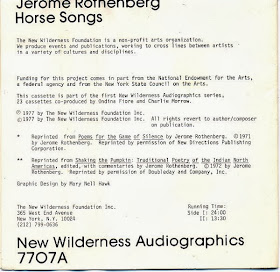 Jerome Rothenberg
Horse Songs
The New Wilderness Foundation is a non-profit arts organization.
We produce events and publications, working to cross lines between artists
in a variety of cultures and disciplines.
Funding for this project comes in part from the National Endowment for the Arts,
a federal agency and from the New York State Council on the Arts.
This cassette is part of the first New Wilderness Audiographics series,
23 cassettes co-produced by Ondina Fiore and Charlie Morrow.
℗ 1977 by The New Wilderness Foundation Inc.
©1977 by The New Wilderness Foundation Inc. All rights revert to author/composer
on publication.
* Reprinted from Poems for the Game of Silence by Jerome Rothenberg. ©1971
by Jerome Rothenberg. Reprinted by permission of New Directions Publishing
Corporation.
** Reprinted from Shaking the Pumpkin: Traditional Poetry of the Indian North
Americas, edited, with commentaries by Jerome Rothenberg. ©1972 by Jerome
Rothenberg. Reprinted by permission of Doubleday and Company, Inc.
Graphic Design by Mary Nell Hawk
The New Wilderness Foundation Inc. Running Time:
365 West End Avenue Side I: 24:00
New York, N.Y. 10024 II: 13:30
(212) 799-0636
New Wilderness Audiographics
7707A